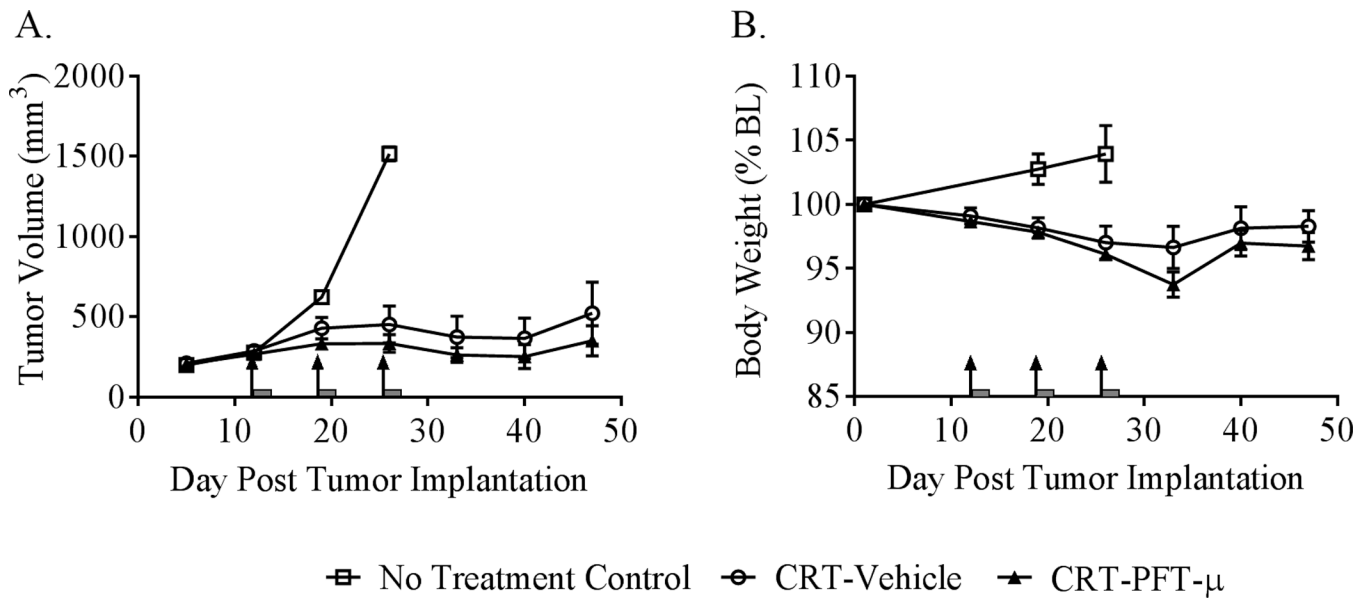 A.
Tumor Volume (mm³)
2000
1500
1000
500
0
0 10 20 30 40 50
Day Post Tumor Implantation
B.
Body Weight (% BL)
110
105
100
95
90
85
0 10 20 30 40 50
Day Post Tumor Implantation
No Treatment Control CRT-Vehicle CRT-PFT-μ